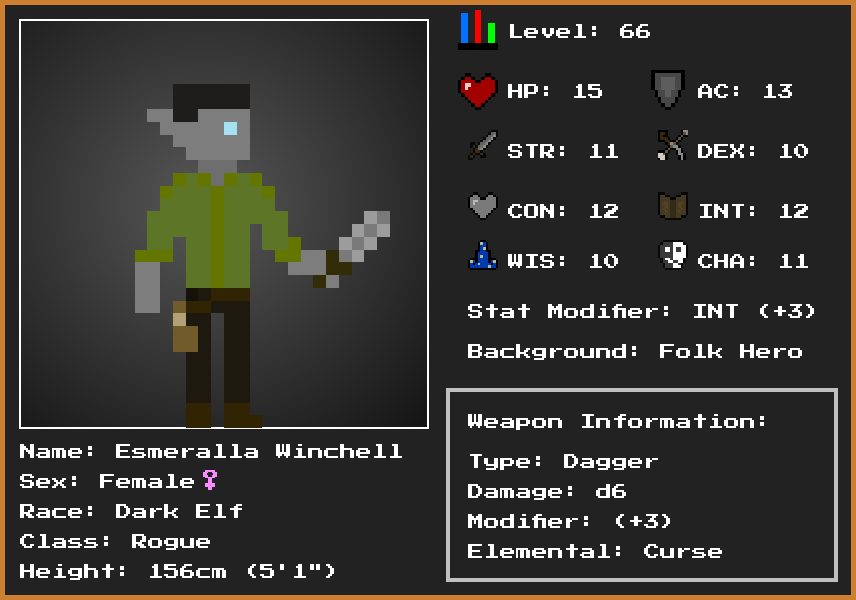 Level: 66
HP: 15 AC: 13
STR: 11 DEX: 10
CON: 12 INT: 12
WIS: 10 CHA: 11
Stat Modifier: INT (+3)
Background: Folk Hero
Weapon Information:
Type: Dagger
Damage: d6
Modifier: (+3)
Elemental: Curse
Name: Esmeralla Winchell
Sex: Female♀
Race: Dark Elf
Class: Rogue
Height: 156cm (5'1")